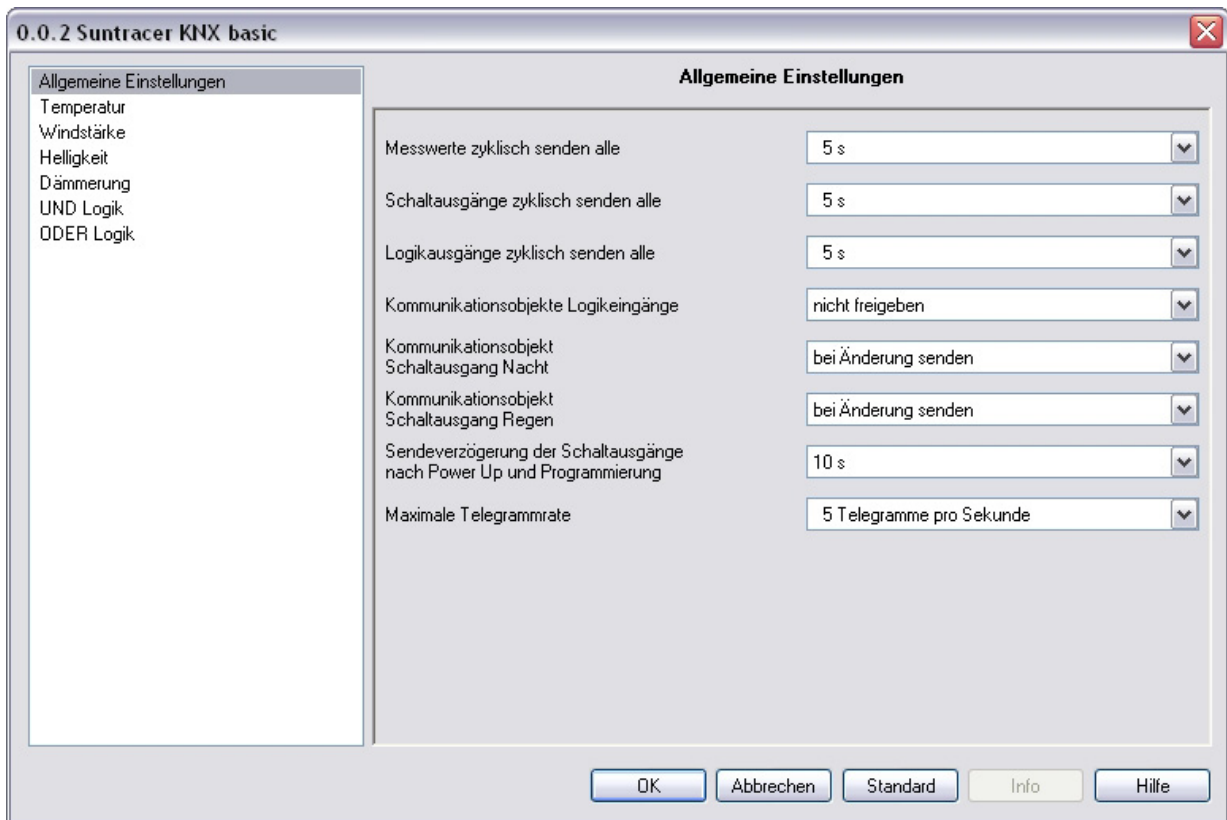 0.0.2 Suntracer KNX basic
Allgemeine Einstellungen
Temperatur
Windstärke
Helligkeit
Dämmerung
UND Logik
ODER Logik
Allgemeine Einstellungen
Messwerte zyklisch senden alle
5 s
Schaltausgänge zyklisch senden alle
5 s
Logikausgänge zyklisch senden alle
5 s
Kommunikationsobjekte Logikeingänge
nicht freigeben
Kommunikationsobjekt
Schaltausgang Nacht
bei Änderung senden
Kommunikationsobjekt
Schaltausgang Regen
bei Änderung senden
Sendeverzögerung der Schaltausgänge
nach Power Up und Programmierung
10 s
Maximale Telegrammrate
5 Telegramme pro Sekunde
OK
Abbrechen
Standard
Info
Hilfe